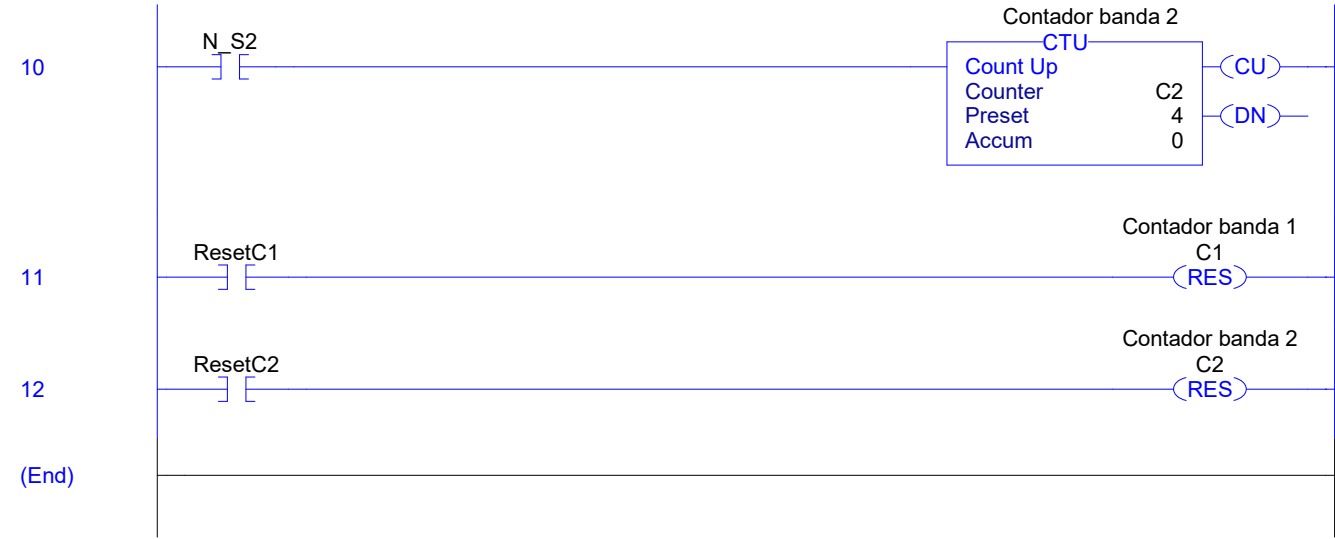 Contador banda 2
N_S2
CTU
10
Count Up
CU
Counter C2
Preset 4
DN
Accum 0
Contador banda 1
ResetC1
C1
11
RES
Contador banda 2
ResetC2
C2
12
RES
(End)